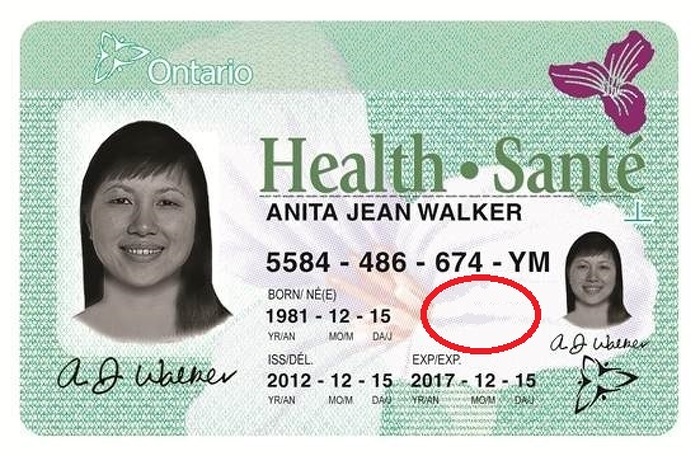 Ontario
Health • Santé
ANITA JEAN WALKER
5584 - 486 - 674 - YM
BORN/ NÉ(E)
1981 - 12 - 15
YR/AN MO/M DA/J
A J Walker
ISS/DÉL. EXP/EXP.
2012 - 12 - 15 2017 - 12 - 15
YR/AN MO/M DA/J YR/AN MO/M DA/J
A J Walker